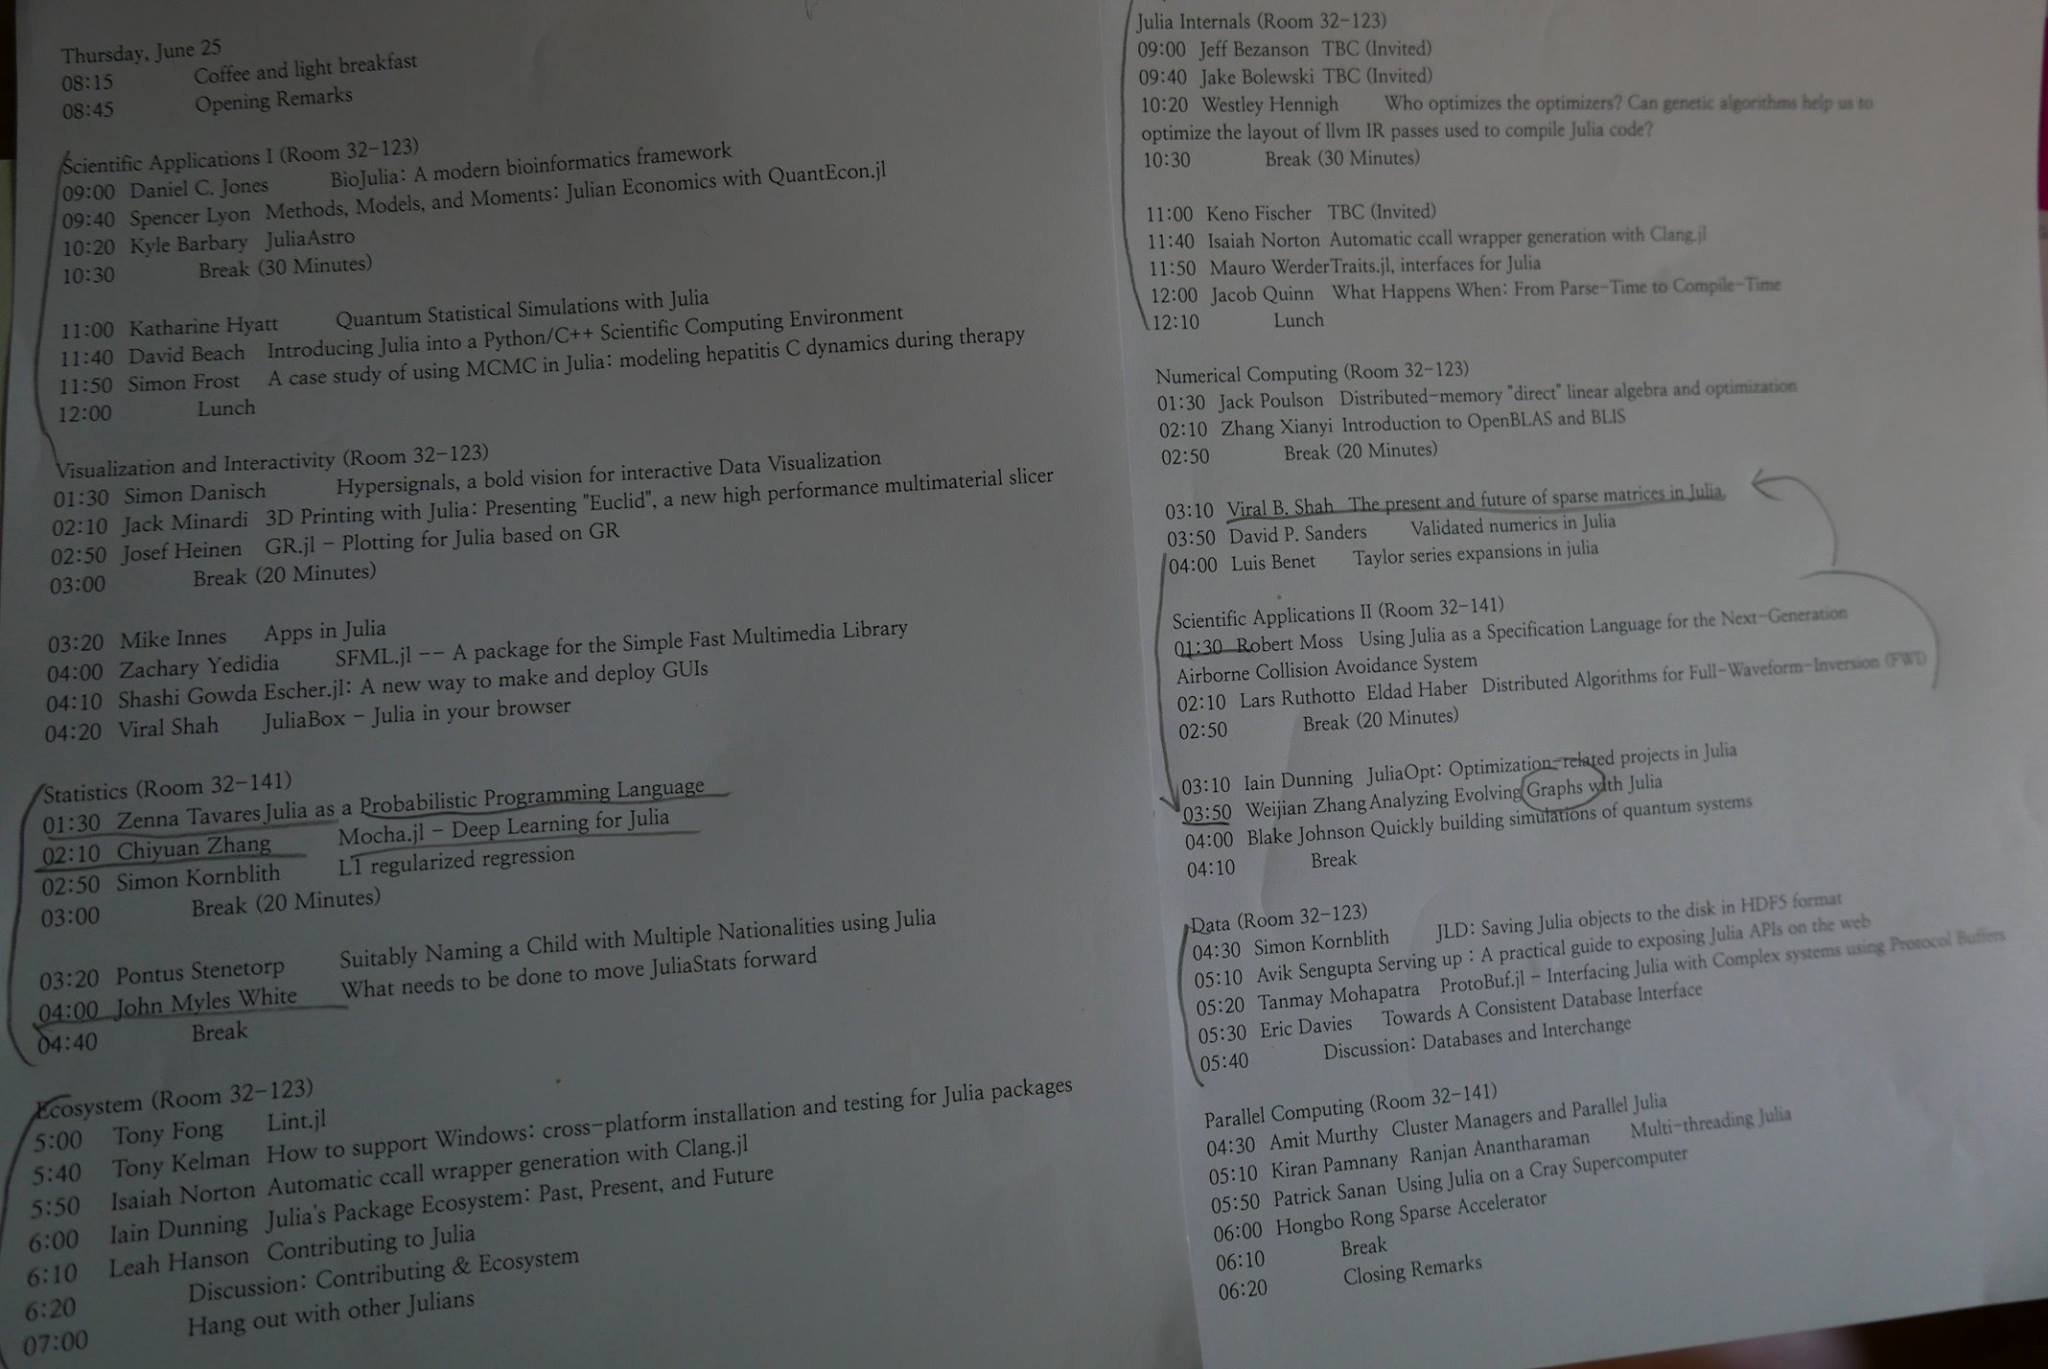 Thursday, June 25
08:15 Coffee and light breakfast
08:45 Opening Remarks
Scientific Applications I (Room 32-123)
09:00 Daniel C. Jones BioJulia: A modern bioinformatics framework
09:40 Spencer Lyon Methods, Models, and Moments: Julian Economics with QuantEcon.jl
10:20 Kyle Barbary JuliaAstro
10:30 Break (30 Minutes)
11:00 Katharine Hyatt Quantum Statistical Simulations with Julia
11:40 David Beach Introducing Julia into a Python/C++ Scientific Computing Environment
11:50 Simon Frost A case study of using MCMC in Julia: modeling hepatitis C dynamics during therapy
12:00 Lunch
Visualization and Interactivity (Room 32-123)
01:30 Simon Danisch Hypersignals, a bold vision for interactive Data Visualization
02:10 Jack Minardi 3D Printing with Julia: Presenting "Euclid", a new high performance multimaterial slicer
02:50 Josef Heinen GR.jl - Plotting for Julia based on GR
03:00 Break (20 Minutes)
03:20 Mike Innes Apps in Julia
04:00 Zachary Yedidia SFML.jl -- A package for the Simple Fast Multimedia Library
04:10 Shashi Gowda Escher.jl: A new way to make and deploy GUIs
04:20 Viral Shah JuliaBox - Julia in your browser
Statistics (Room 32-141)
01:30 Zenna Tavares Julia as a Probabilistic Programming Language
02:10 Chiyuan Zhang Mocha.jl - Deep Learning for Julia
02:50 Simon Kornblith L1 regularized regression
03:00 Break (20 Minutes)
03:20 Pontus Stenetorp Suitably Naming a Child with Multiple Nationalities using Julia
04:00 John Myles White What needs to be done to move JuliaStats forward
04:40 Break
Ecosystem (Room 32-123)
5:00 Tony Fong Lint.jl
5:40 Tony Kelman How to support Windows: cross-platform installation and testing for Julia packages
5:50 Isaiah Norton Automatic ccall wrapper generation with Clang.jl
6:00 Iain Dunning Julia's Package Ecosystem: Past, Present, and Future
6:10 Leah Hanson Contributing to Julia
6:20 Discussion: Contributing & Ecosystem
07:00 Hang out with other Julians
Julia Internals (Room 32-123)
09:00 Jeff Bezanson TBC (Invited)
09:40 Jake Bolewski TBC (Invited)
10:20 Westley Hennigh Who optimizes the optimizers? Can genetic algorithms help us to
optimize the layout of llvm IR passes used to compile Julia code?
10:30 Break (30 Minutes)
11:00 Keno Fischer TBC (Invited)
11:40 Isaiah Norton Automatic ccall wrapper generation with Clang.jl
11:50 Mauro WerderTraits.jl, interfaces for Julia
12:00 Jacob Quinn What Happens When: From Parse-Time to Compile-Time
12:10 Lunch
Numerical Computing (Room 32-123)
01:30 Jack Poulson Distributed-memory "direct" linear algebra and optimization
02:10 Zhang Xianyi Introduction to OpenBLAS and BLIS
02:50 Break (20 Minutes)
03:10 Viral B. Shah The present and future of sparse matrices in Julia
03:50 David P. Sanders Validated numerics in Julia
04:00 Luis Benet Taylor series expansions in julia
Scientific Applications II (Room 32-141)
01:30 Robert Moss Using Julia as a Specification Language for the Next-Generation
Airborne Collision Avoidance System
02:10 Lars Ruthotto Eldad Haber Distributed Algorithms for Full-Waveform-Inversion (FWI)
02:50 Break (20 Minutes)
03:10 Iain Dunning JuliaOpt: Optimization-related projects in Julia
03:50 Weijian Zhang Analyzing Evolving Graphs with Julia
04:00 Blake Johnson Quickly building simulations of quantum systems
04:10 Break
Data (Room 32-123)
04:30 Simon Kornblith JLD: Saving Julia objects to the disk in HDF5 format
05:10 Avik Sengupta Serving up : A practical guide to exposing Julia APIs on the web
05:20 Tanmay Mohapatra ProtoBuf.jl - Interfacing Julia with Complex systems using Protocol Buffers
05:30 Eric Davies Towards A Consistent Database Interface
05:40 Discussion: Databases and Interchange
Parallel Computing (Room 32-141)
04:30 Amit Murthy Cluster Managers and Parallel Julia
05:10 Kiran Pamnany Ranjan Anantharaman Multi-threading Julia
05:50 Patrick Sanan Using Julia on a Cray Supercomputer
06:00 Hongbo Rong Sparse Accelerator
06:10 Break
06:20 Closing Remarks